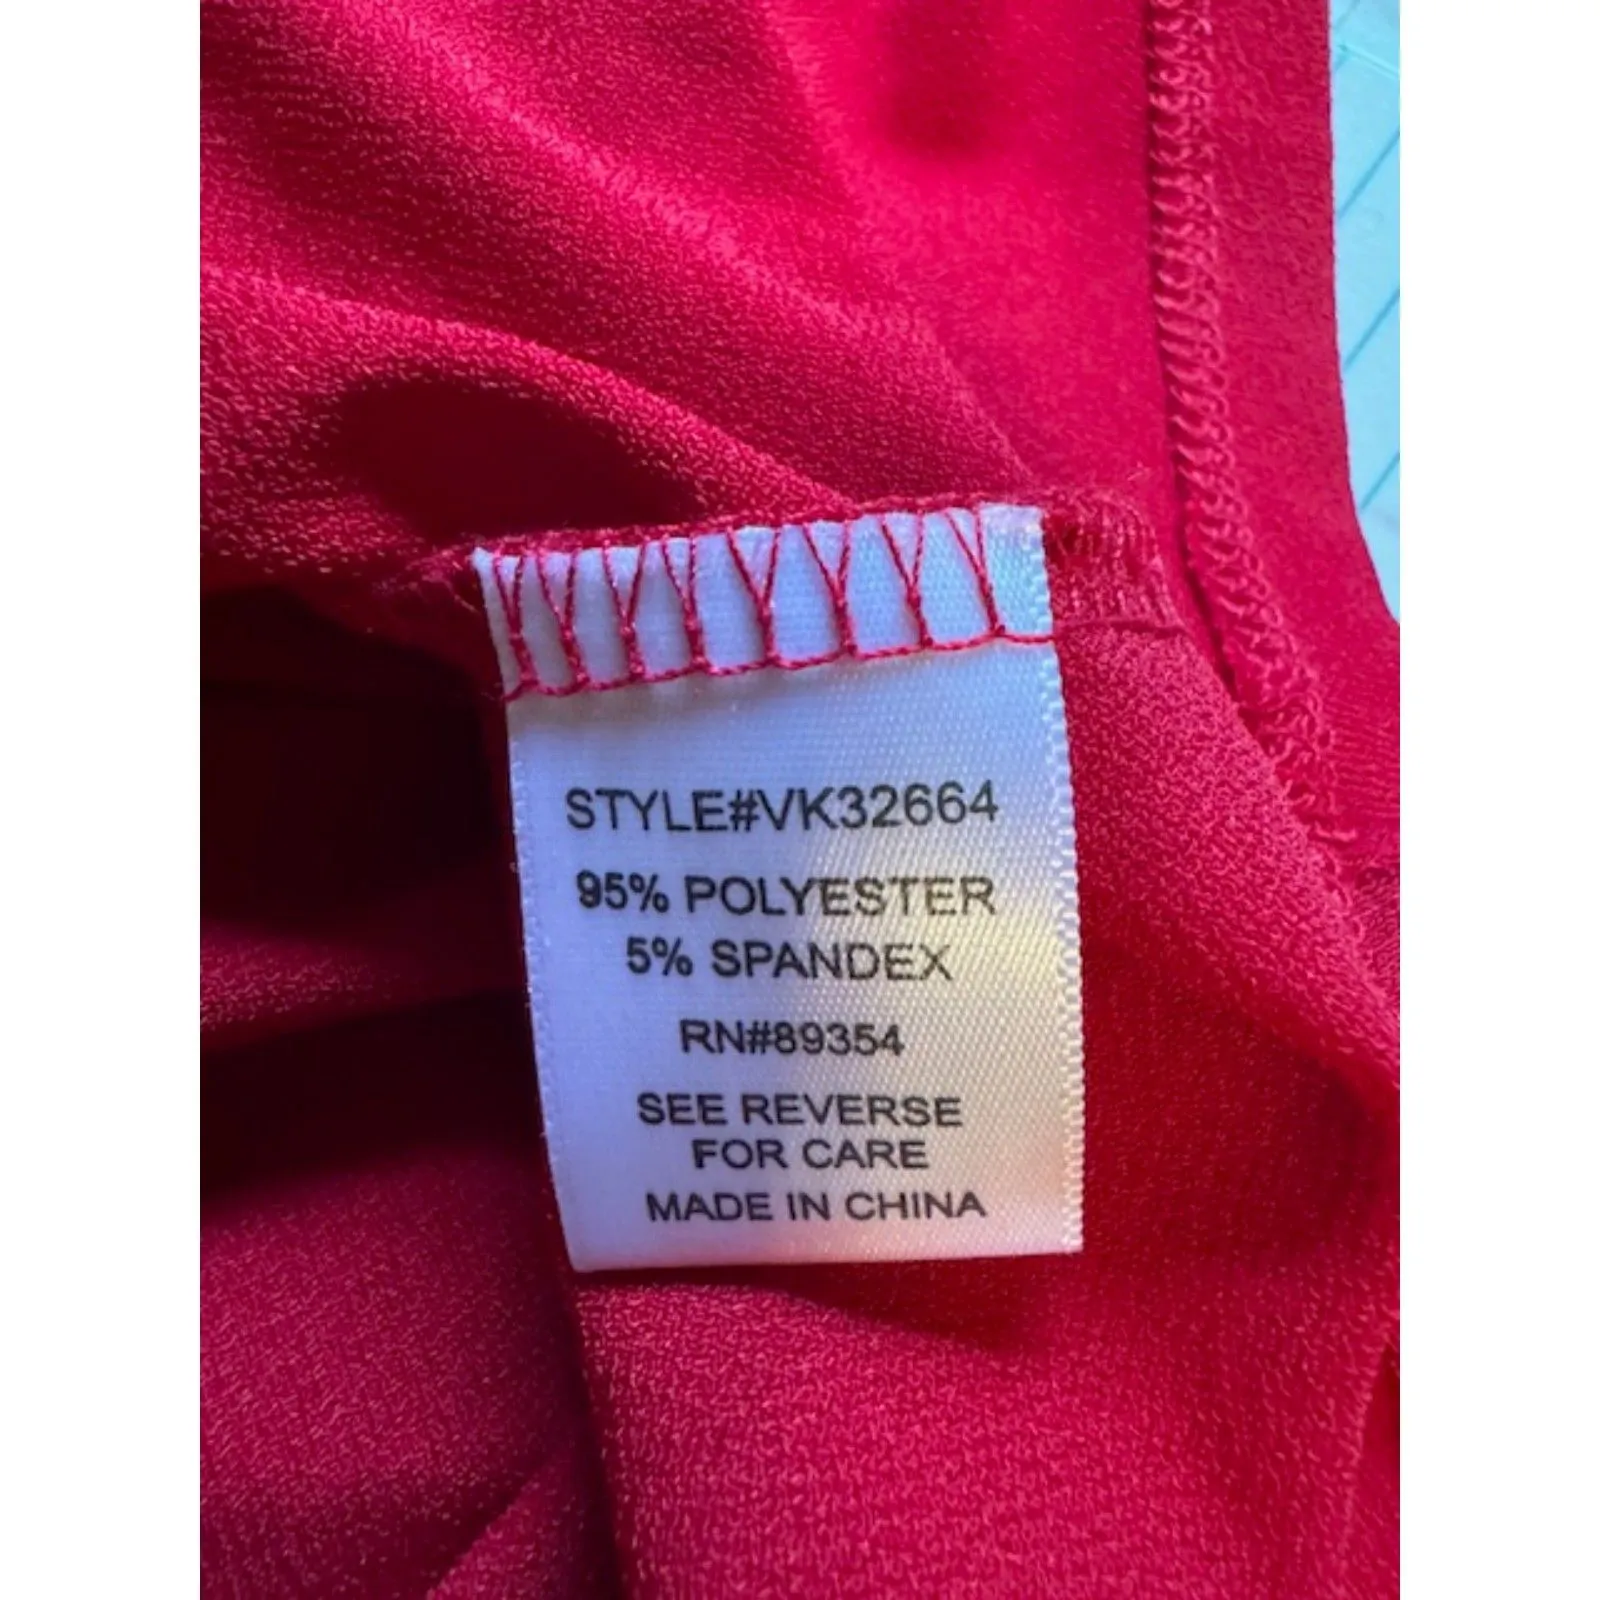 STYLE#VK32664
95% POLYESTER
5% SPANDEX
RN#89354
SEE REVERSE
FOR CARE
MADE IN CHINA